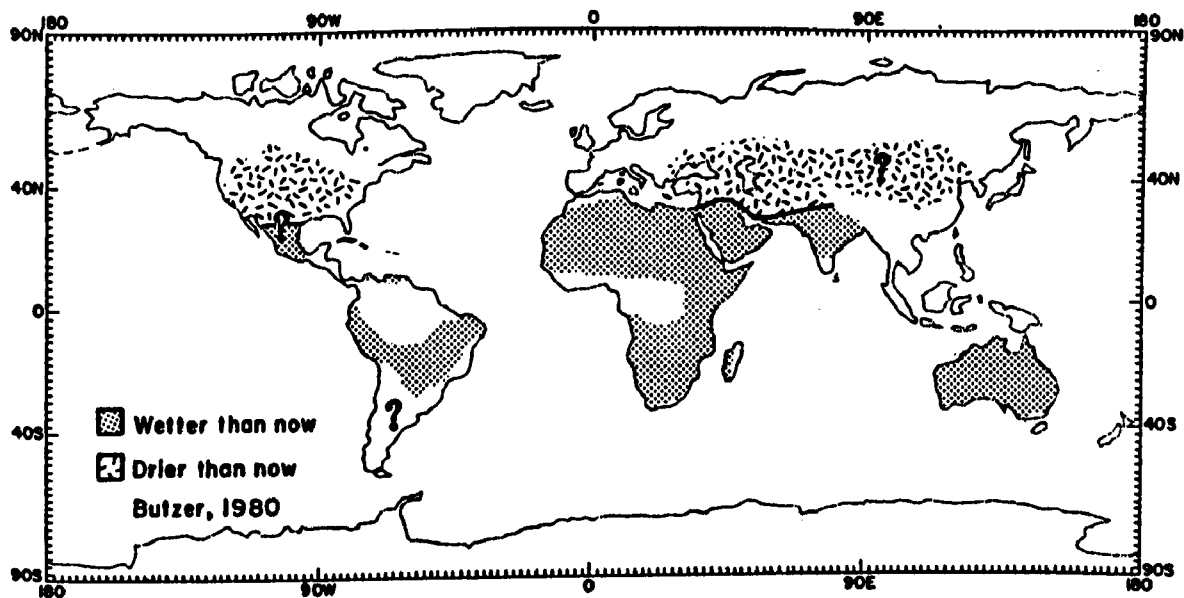 180 90W 0 90E 180
90N 90N
40N 40N
0 0
40S 40S
90S 90S
180 90W 0 90E 180
?
?
?
?
Wetter than now
Drier than now
Butzer, 1980